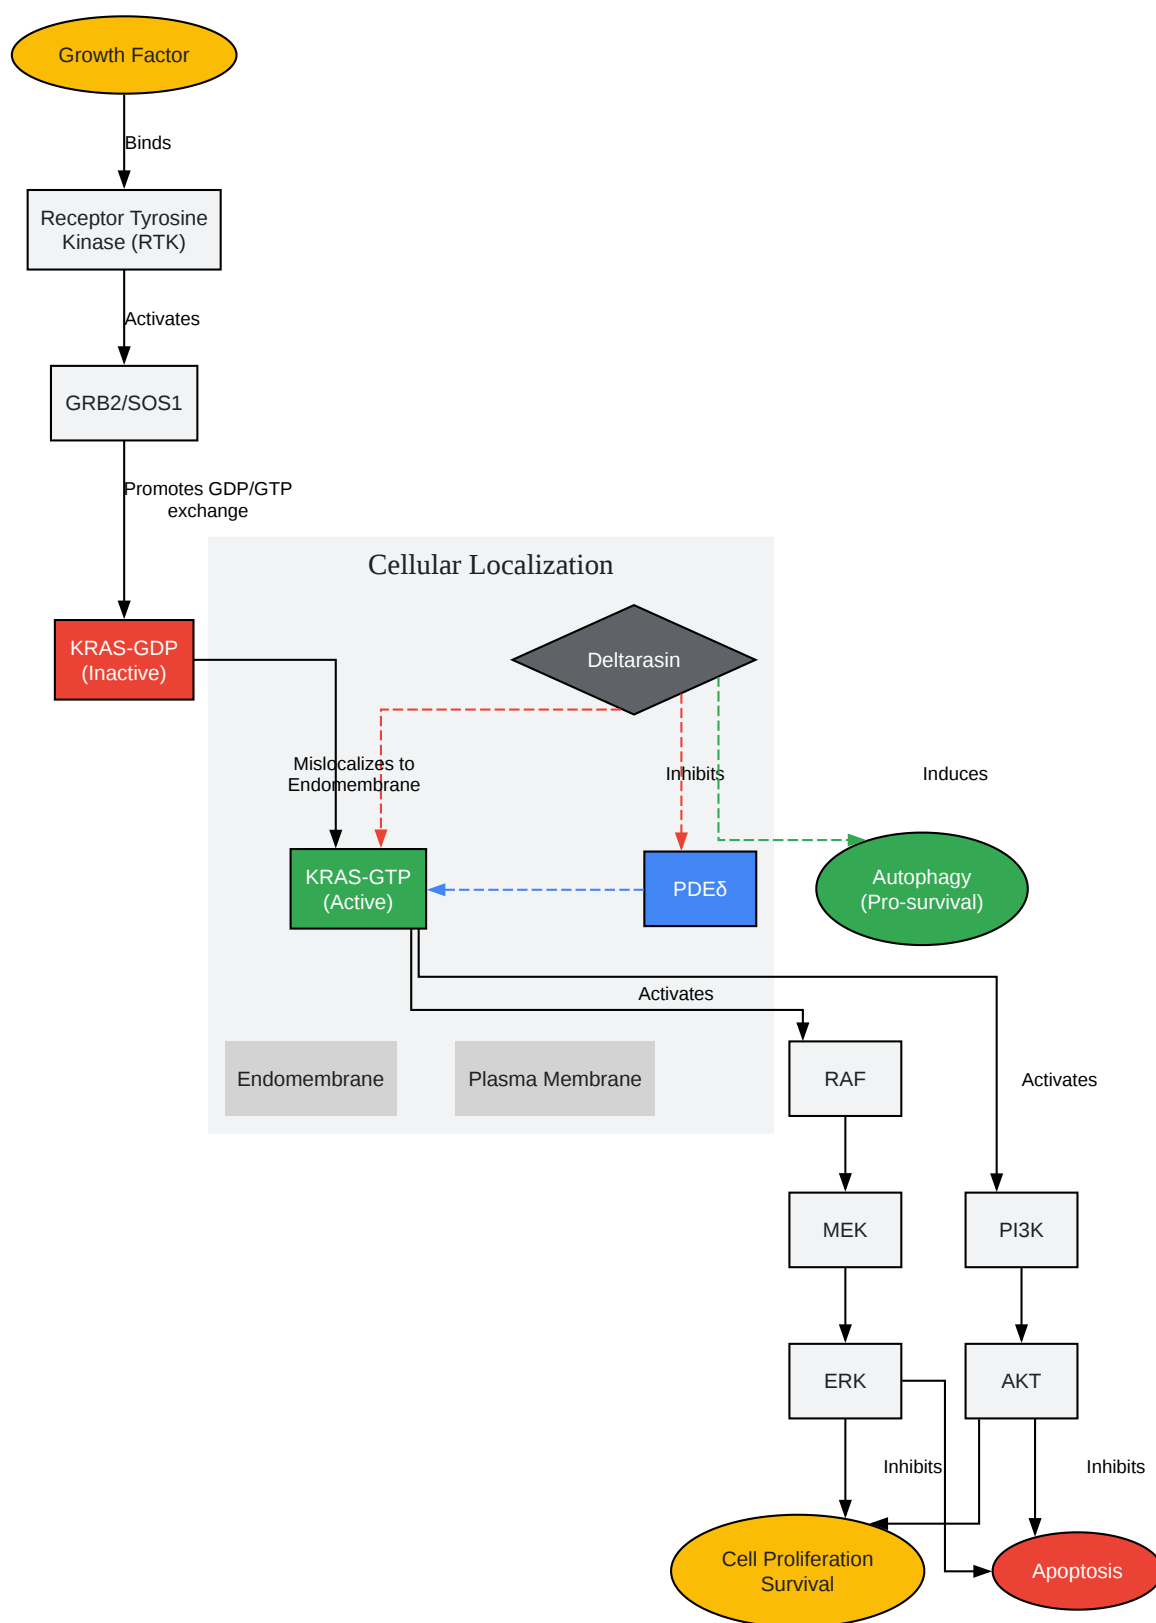 Growth Factor
Binds
Receptor Tyrosine
Kinase (RTK)
Activates
GRB2/SOS1
Promotes GDP/GTP
exchange
Cellular Localization
KRAS-GDP
(Inactive)
Deltarasin
Mislocalizes to
Endomembrane
Inhibits
Induces
KRAS-GTP
(Active)
PDEδ
Autophagy
(Pro-survival)
Activates
Endomembrane
Plasma Membrane
RAF
Activates
MEK
PI3K
ERK
AKT
Inhibits
Inhibits
Cell Proliferation
Survival
Apoptosis